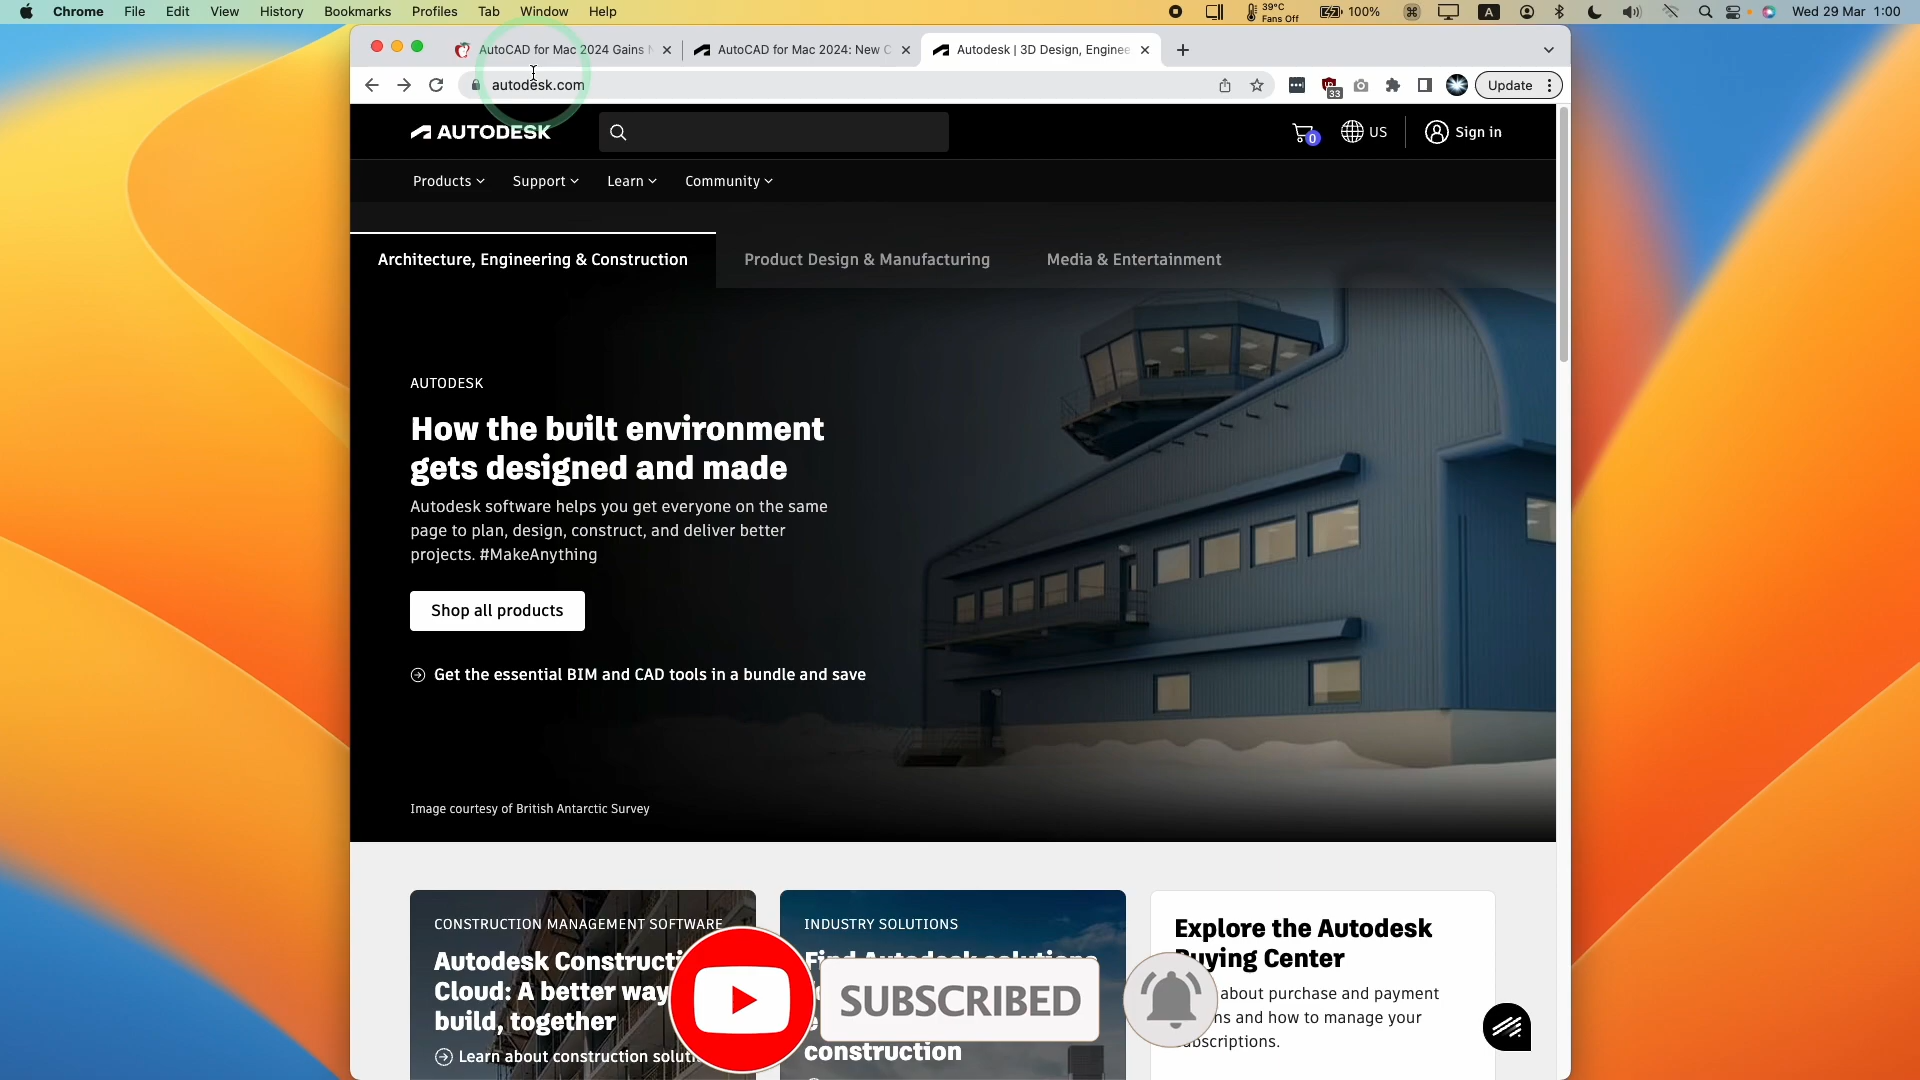 Chrome File Edit View History Bookmarks Profiles Tab Window Help 39°C Fans Off 100% A Wed 29 Mar 1:00
AutoCAD for Mac 2024 Gains AutoCAD for Mac 2024: New C Autodesk | 3D Design, Enginee
autodesk.com 33 Update
AUTODESK 0 US Sign in
Products Support Learn Community
Architecture, Engineering & Construction Product Design & Manufacturing Media & Entertainment
AUTODESK
How the built environment
gets designed and made
Autodesk software helps you get everyone on the same
page to plan, design, construct, and deliver better
projects. #MakeAnything
Shop all products
Get the essential BIM and CAD tools in a bundle and save
Image courtesy of British Antarctic Survey
CONSTRUCTION MANAGEMENT SOFTWARE
Autodesk Constructi
Cloud: A better way
build, together
Learn about construction soluti
INDUSTRY SOLUTIONS
Find Autodesk solutions
construction
Explore the Autodesk
Buying Center
about purchase and payment
ns and how to manage your
subscriptions.
SUBSCRIBED